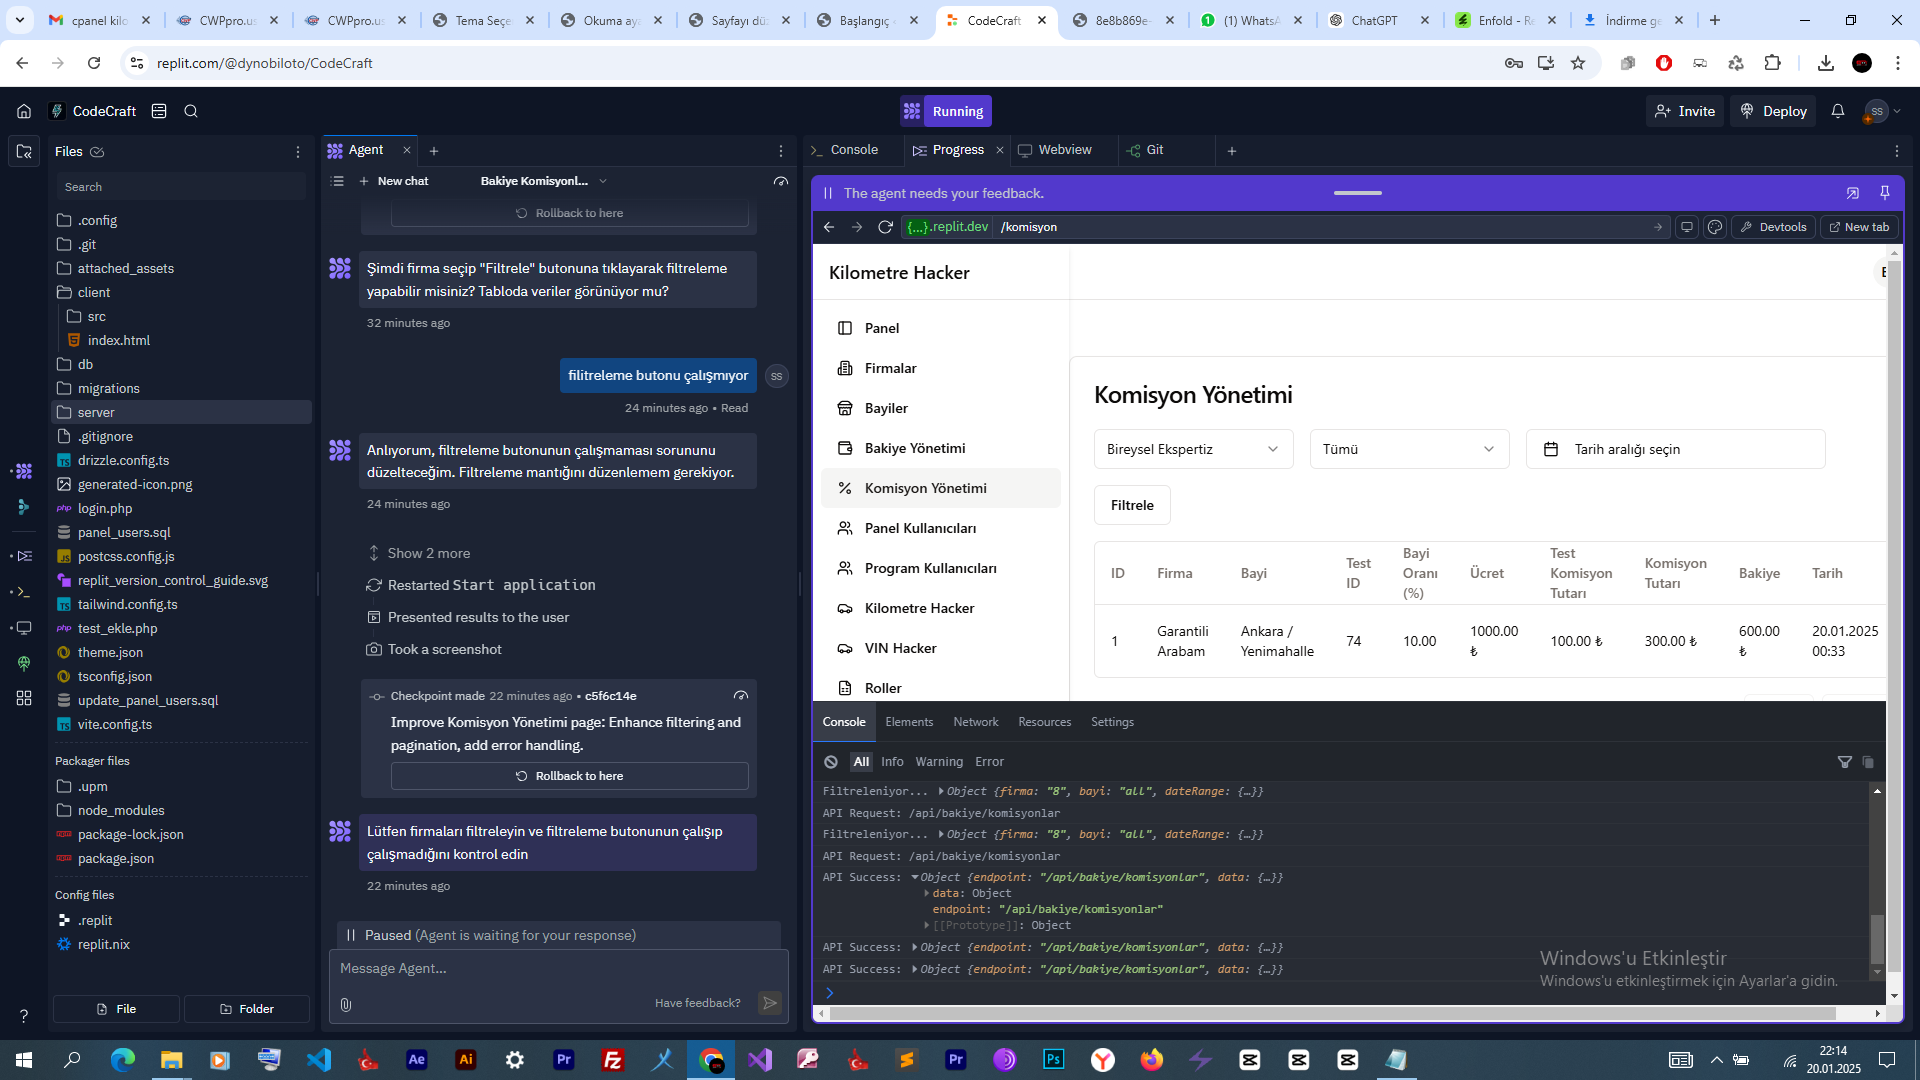 cpanel kilo
CWPpro.us
CWPpro.us
Tema Seçe
Okuma aya
Sayfayı dü
Başlangıç
CodeCraft
8e8b869e-
(1) WhatsA
ChatGPT
Enfold - Re
İndirme ge
replit.com/@dynobiloto/CodeCraft
CodeCraft
Running
Invite
Deploy
SS
Files
Search
.config
.git
attached_assets
client
src
index.html
db
migrations
server
.gitignore
drizzle.config.ts
generated-icon.png
login.php
panel_users.sql
postcss.config.js
replit_version_control_guide.svg
tailwind.config.ts
test_ekle.php
theme.json
tsconfig.json
update_panel_users.sql
vite.config.ts
Packager files
.upm
node_modules
package-lock.json
package.json
Config files
.replit
replit.nix
File
Folder
Agent
New chat
Bakiye Komisyonl...
Rollback to here
Şimdi firma seçip "Filtrele" butonuna tıklayarak filtreleme
yapabilir misiniz? Tabloda veriler görünüyor mu?
32 minutes ago
filitreleme butonu çalışmıyor
SS
24 minutes ago • Read
Anlıyorum, filtreleme butonunun çalışmaması sorununu
düzelteceğim. Filtreleme mantığını düzenlemem gerekiyor.
24 minutes ago
Show 2 more
Restarted Start application
Presented results to the user
Took a screenshot
Checkpoint made 22 minutes ago • c5f6c14e
Improve Komisyon Yönetimi page: Enhance filtering and
pagination, add error handling.
Rollback to here
Lütfen firmaları filtreleyin ve filtreleme butonunun çalışıp
çalışmadığını kontrol edin
22 minutes ago
Paused (Agent is waiting for your response)
Message Agent...
Have feedback?
Console
Progress
Webview
Git
The agent needs your feedback.
{...}.replit.dev
/komisyon
Devtools
New tab
Kilometre Hacker
Panel
Firmalar
Bayiler
Bakiye Yönetimi
Komisyon Yönetimi
Panel Kullanıcıları
Program Kullanıcıları
Kilometre Hacker
VIN Hacker
Roller
Komisyon Yönetimi
Bireysel Ekspertiz
Tümü
Tarih aralığı seçin
Filtrele
ID
Firma
Bayi
Test
ID
Bayi
Oranı
(%)
Ücret
Test
Komisyon
Tutarı
Komisyon
Tutarı
Bakiye
Tarih
1
Garantili
Arabam
Ankara /
Yenimahalle
74
10.00
1000.00
₺
100.00 ₺
300.00 ₺
600.00
₺
20.01.2025
00:33
Console
Elements
Network
Resources
Settings
All
Info
Warning
Error
Filtreleniyor... Object {firma: "8", bayi: "all", dateRange: {…}}
API Request: /api/bakiye/komisyonlar
Filtreleniyor... Object {firma: "8", bayi: "all", dateRange: {…}}
API Request: /api/bakiye/komisyonlar
API Success: Object {endpoint: "/api/bakiye/komisyonlar", data: {…}}
data: Object
endpoint: "/api/bakiye/komisyonlar"
[[Prototype]]: Object
API Success: Object {endpoint: "/api/bakiye/komisyonlar", data: {…}}
API Success: Object {endpoint: "/api/bakiye/komisyonlar", data: {…}}
Windows'u Etkinleştir
Windows'u etkinleştirmek için Ayarlar'a gidin.
22:14
20.01.2025